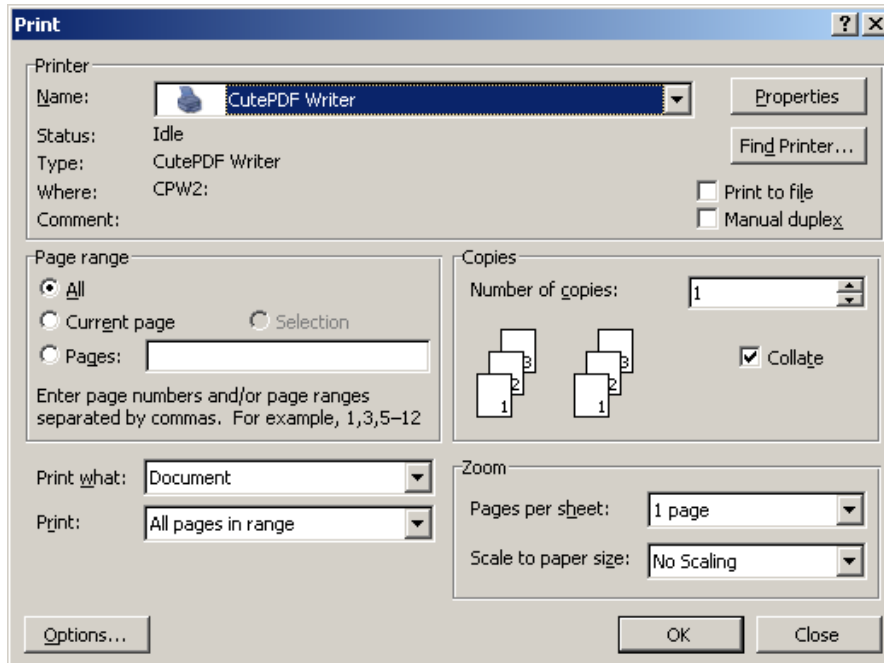 Print
Printer
Name: CutePDF Writer Properties
Status: Idle
Find Printer...
Type: CutePDF Writer
Where: CPW2:
Print to file
Comment:
Manual duplex
Page range
All
Current page Selection
Pages:
Enter page numbers and/or page ranges
separated by commas. For example, 1,3,5–12
Copies
Number of copies: 1
3 3
2 2
1 1
Collate
Print what: Document
Print: All pages in range
Zoom
Pages per sheet: 1 page
Scale to paper size: No Scaling
Options... OK Close